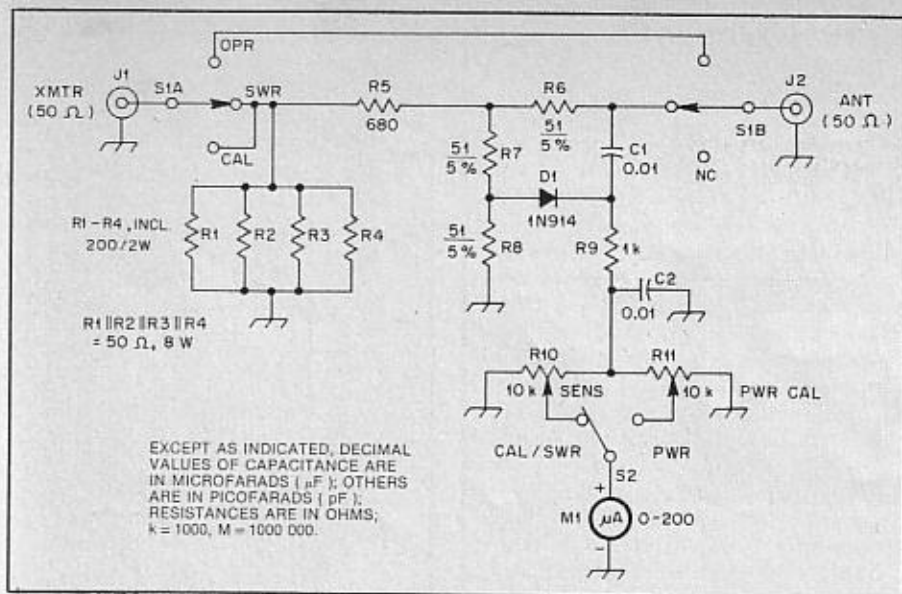 OPR
J1
XMTR
(50 Ω)
S1A
SWR
CAL
R5
680
R6
51
5%
J2
ANT
(50 Ω)
S1B
NC
51
5%
R7
C1
0.01
D1
1N914
51
5%
R8
R9
1k
R1-R4, INCL.
200/2W
R1
R2
R3
R4
C2
0.01
R1||R2||R3||R4
= 50 Ω, 8 W
R10
10 k
SENS
R11
10 k
PWR CAL
CAL/SWR
PWR
S2
+
M1
μA
0-200
-
EXCEPT AS INDICATED, DECIMAL
VALUES OF CAPACITANCE ARE
IN MICROFARADS ( μF ); OTHERS
ARE IN PICOFARADS ( pF );
RESISTANCES ARE IN OHMS;
k = 1000, M = 1000 000.